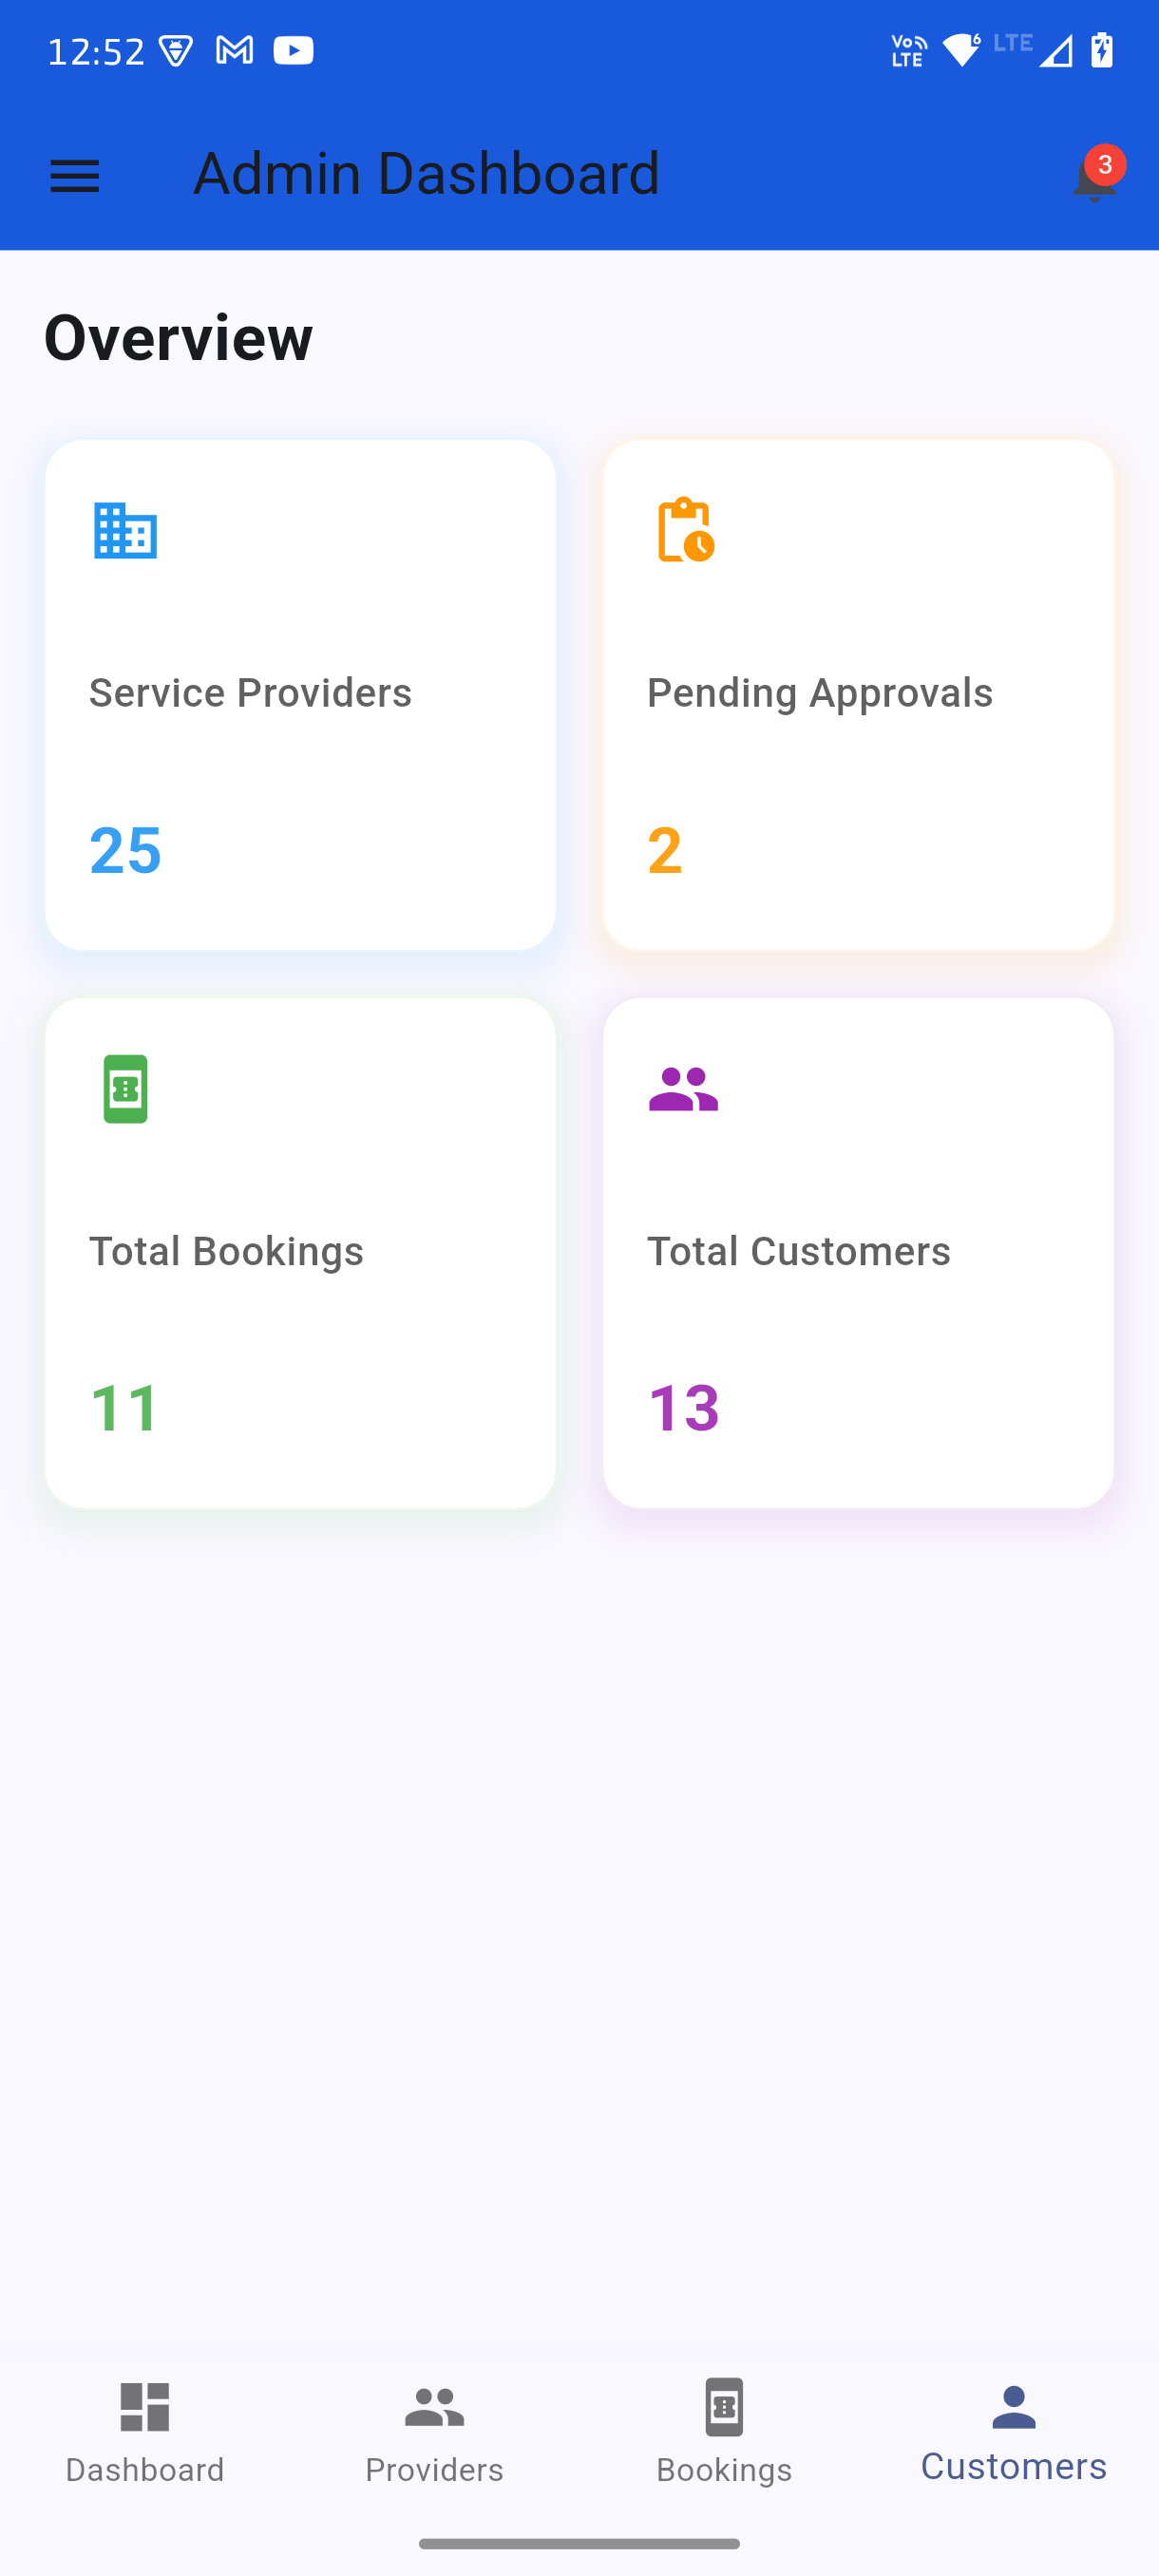 12:52
Vo LTE
6
LTE
Admin Dashboard
3
Overview
Service Providers
Pending Approvals
25
2
Total Bookings
Total Customers
11
13
Dashboard
Providers
Bookings
Customers